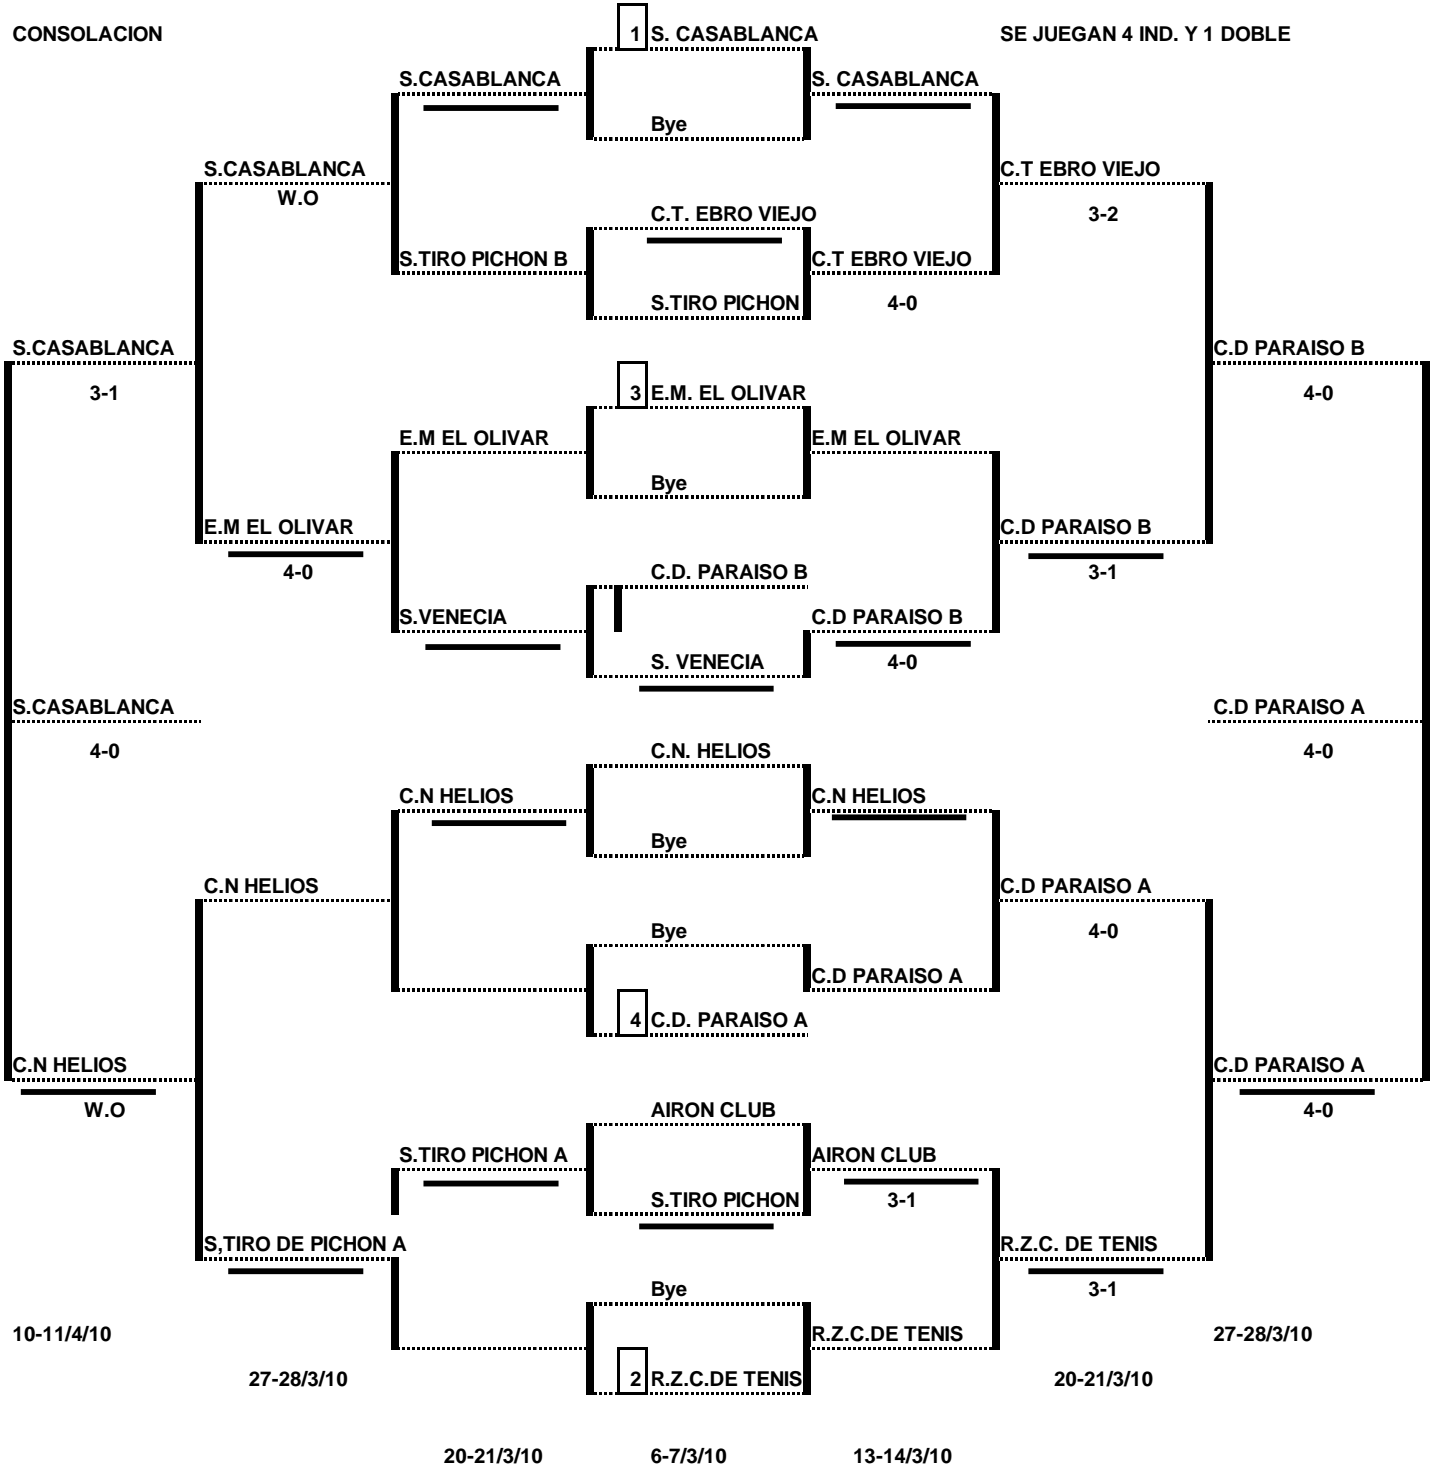 CONSOLACION
1 S. CASABLANCA
SE JUEGAN 4 IND. Y 1 DOBLE
S.CASABLANCA
S. CASABLANCA
Bye
S.CASABLANCA
C.T EBRO VIEJO
W.O
C.T. EBRO VIEJO
3-2
S.TIRO PICHON B
C.T EBRO VIEJO
S.TIRO PICHON
4-0
S.CASABLANCA
C.D PARAISO B
3-1
3 E.M. EL OLIVAR
4-0
E.M EL OLIVAR
E.M EL OLIVAR
Bye
E.M EL OLIVAR
C.D PARAISO B
4-0
C.D. PARAISO B
3-1
S.VENECIA
C.D PARAISO B
S. VENECIA
4-0
S.CASABLANCA
C.D PARAISO A
4-0
C.N. HELIOS
4-0
C.N HELIOS
C.N HELIOS
Bye
C.N HELIOS
C.D PARAISO A
Bye
4-0
C.D PARAISO A
4 C.D. PARAISO A
C.N HELIOS
C.D PARAISO A
W.O
AIRON CLUB
4-0
S.TIRO PICHON A
AIRON CLUB
S.TIRO PICHON
3-1
S,TIRO DE PICHON A
R.Z.C. DE TENIS
Bye
3-1
10-11/4/10
R.Z.C.DE TENIS
27-28/3/10
27-28/3/10
2 R.Z.C.DE TENIS
20-21/3/10
20-21/3/10
6-7/3/10
13-14/3/10